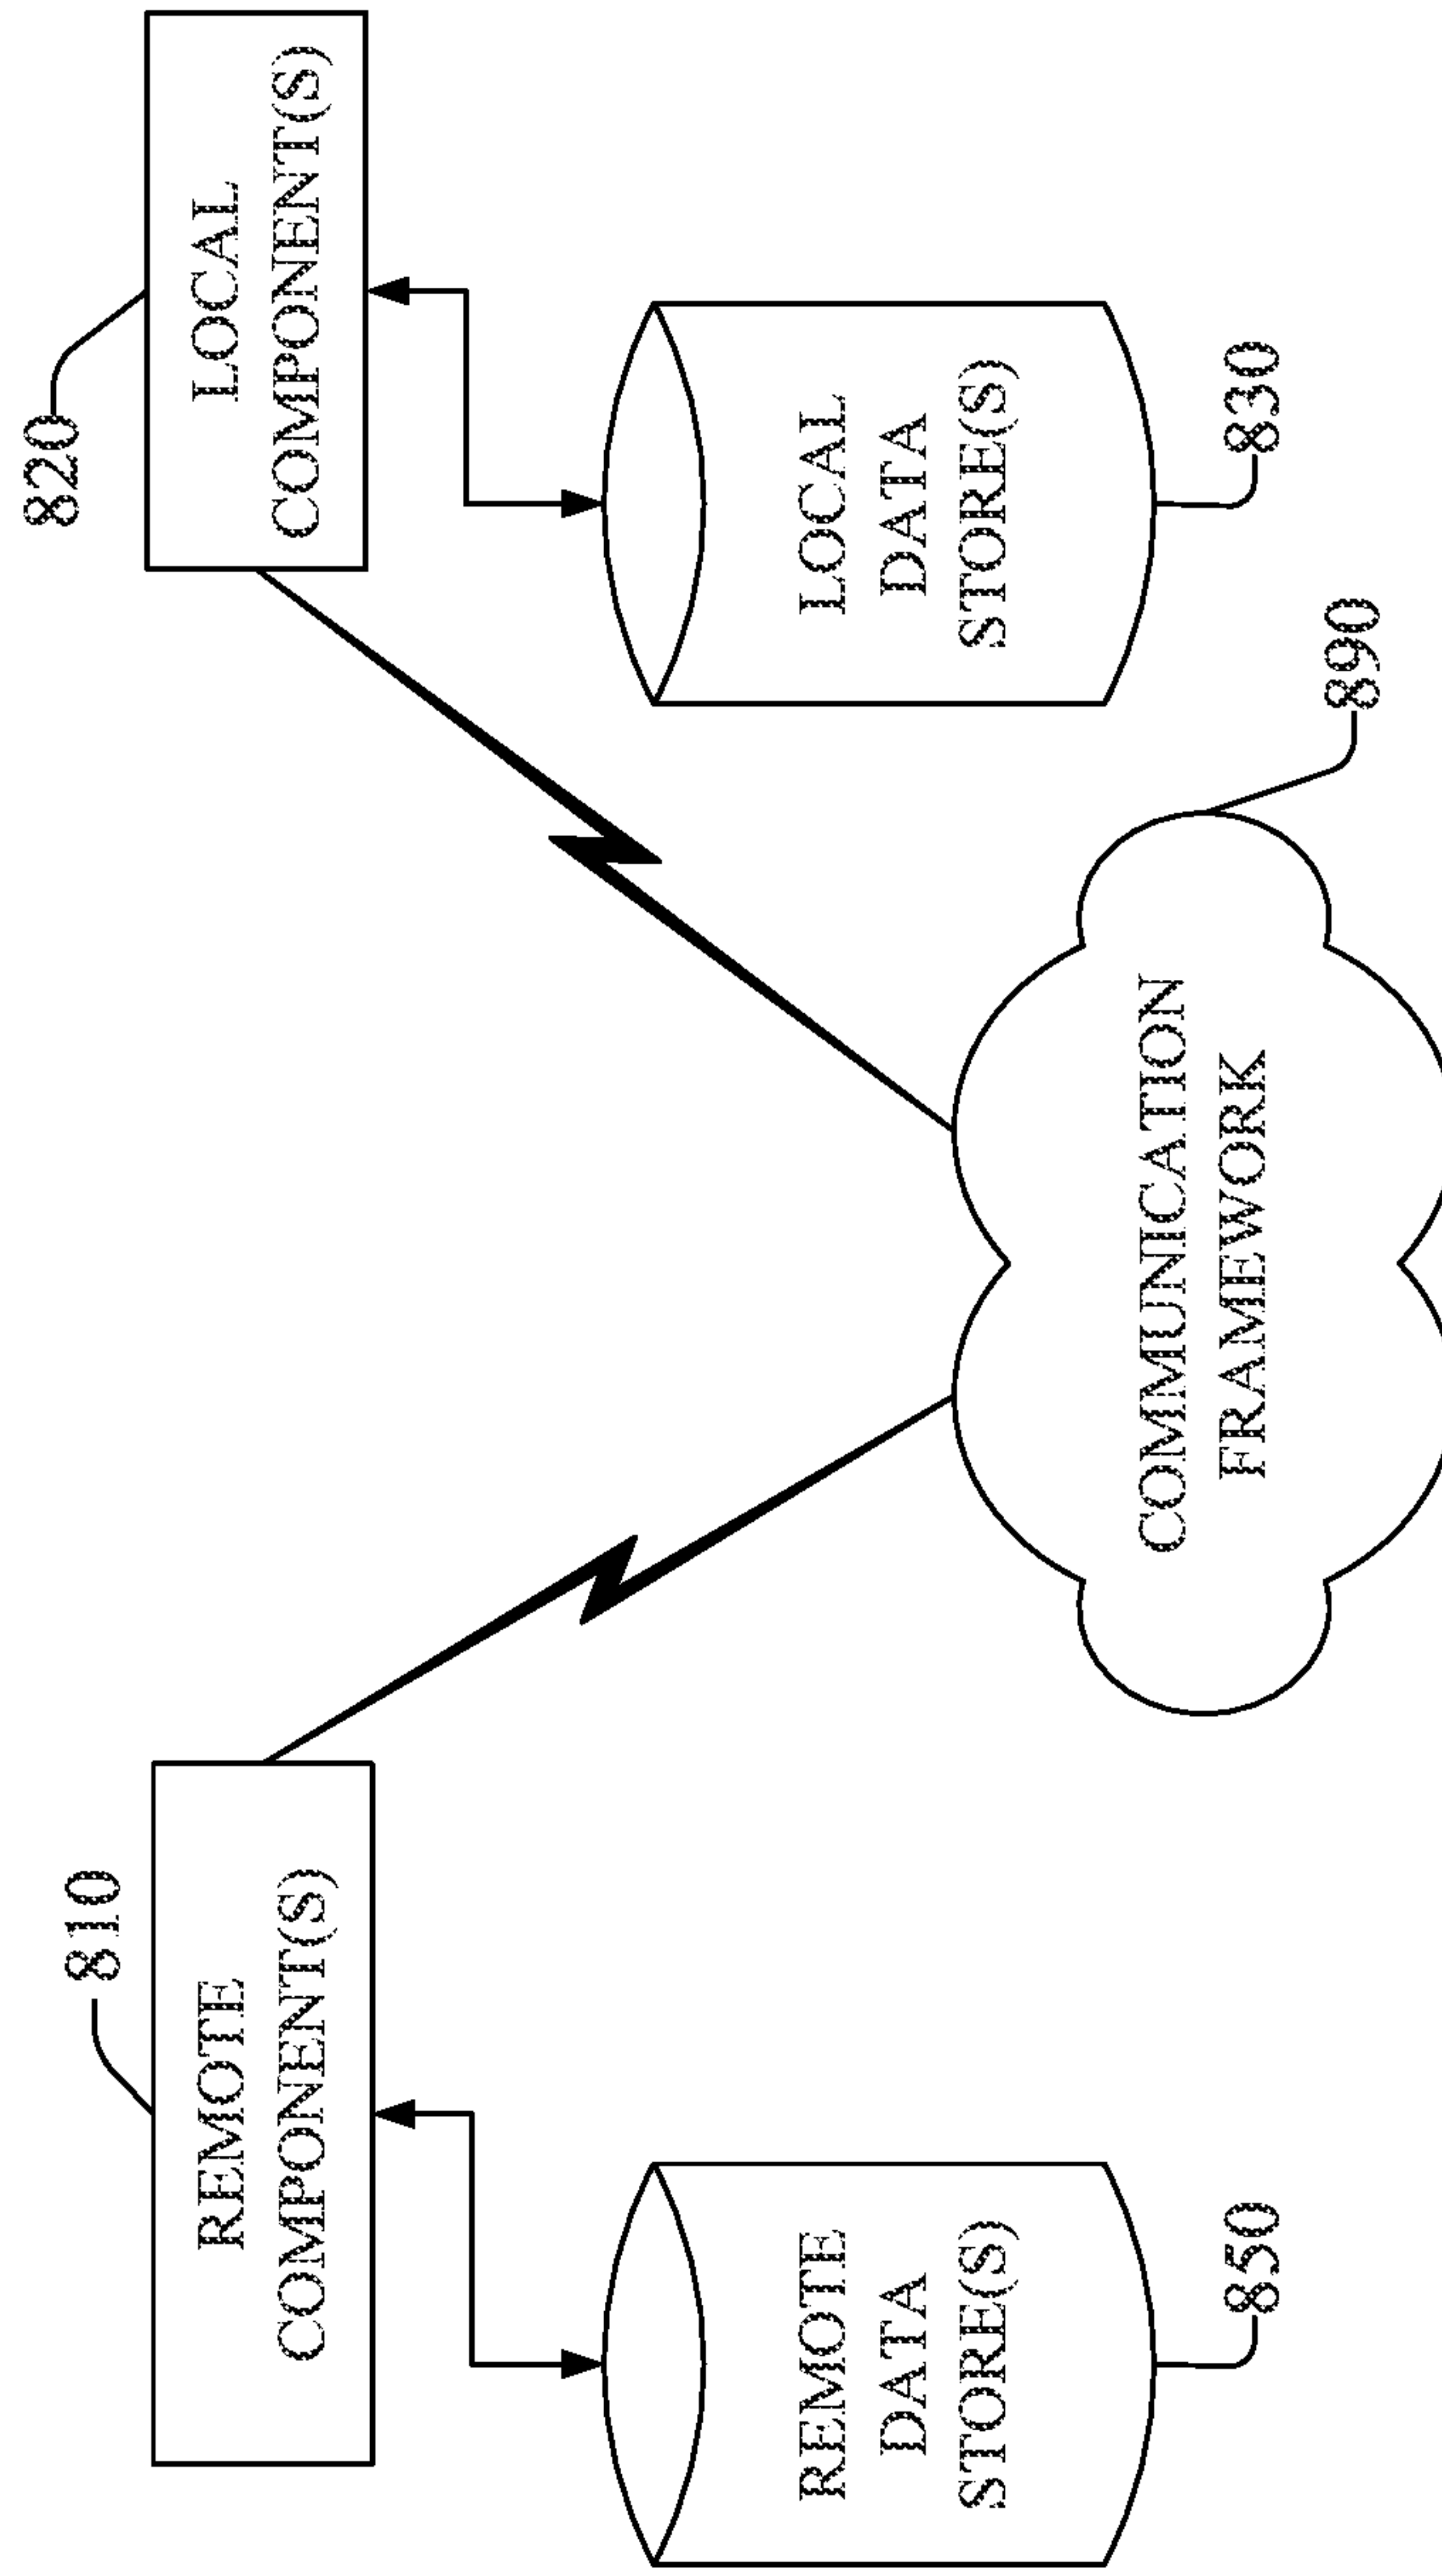 810
REMOTE
COMPONENT(S)
820
LOCAL
COMPONENT(S)
REMOTE
DATA
STORE(S)
850
LOCAL
DATA
STORE(S)
830
COMMUNICATION
FRAMEWORK
890